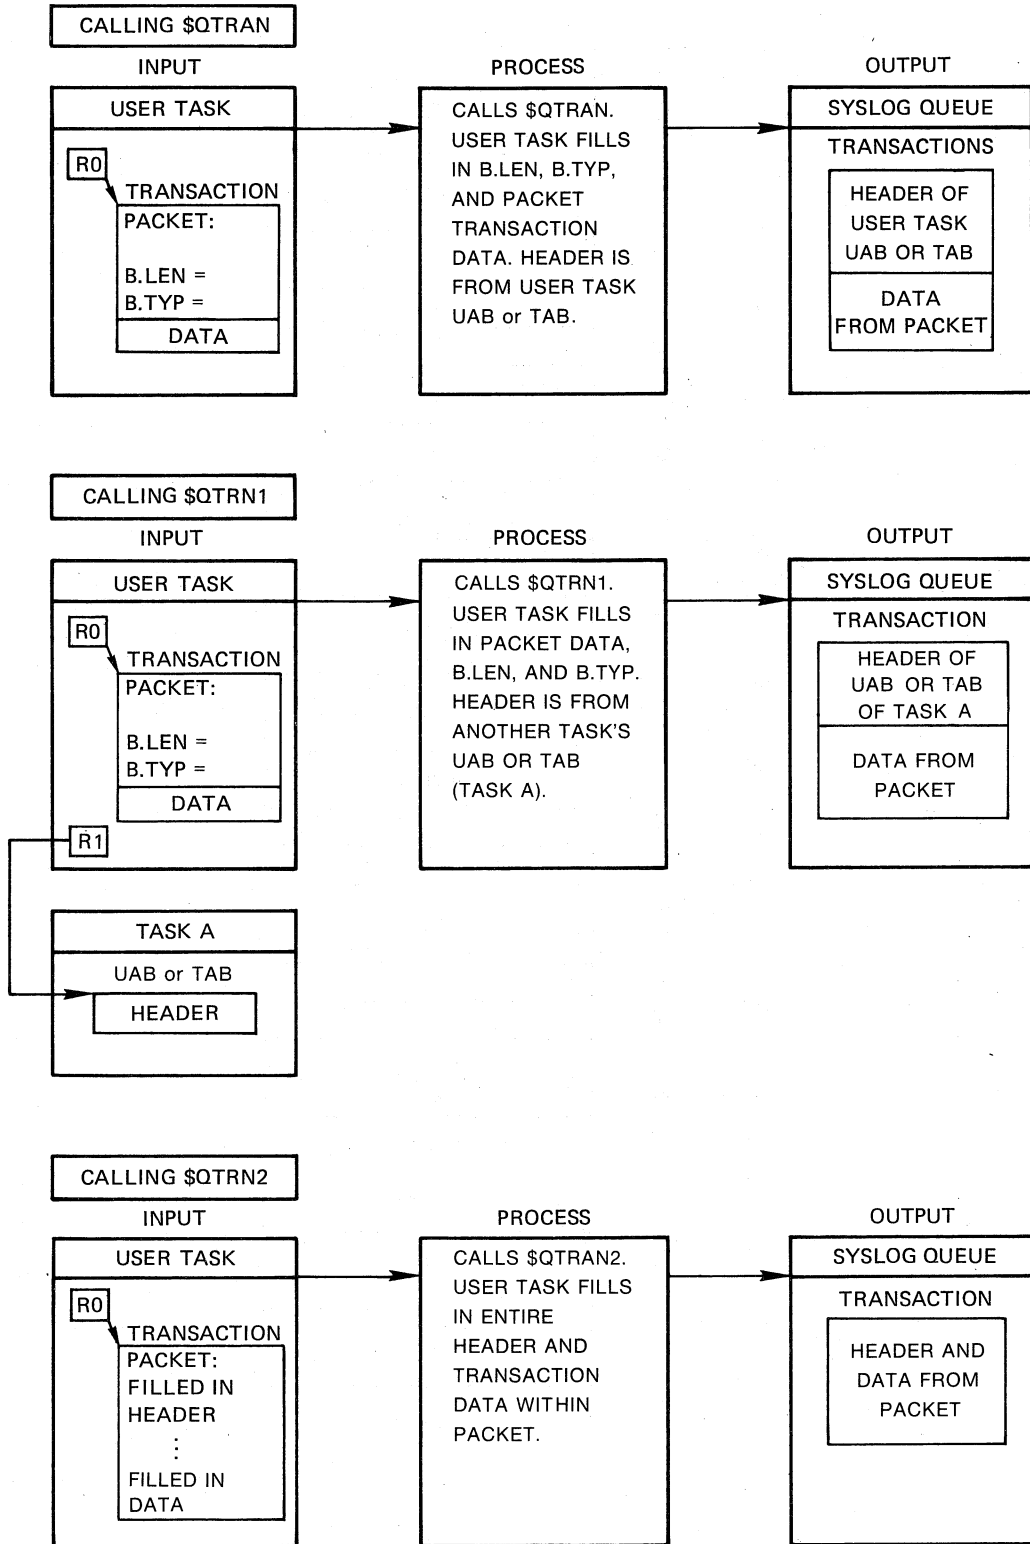 CALLING $QTRAN
INPUT
PROCESS
OUTPUT
USER TASK
R0
TRANSACTION
PACKET:
B.LEN =
B.TYP =
DATA
CALLS $QTRAN.
USER TASK FILLS
IN B.LEN, B.TYP,
AND PACKET
TRANSACTION
DATA. HEADER IS
FROM USER TASK
UAB or TAB.
SYSLOG QUEUE
TRANSACTIONS
HEADER OF
USER TASK
UAB OR TAB
DATA
FROM PACKET
CALLING $QTRN1
INPUT
PROCESS
OUTPUT
USER TASK
R0
TRANSACTION
PACKET:
B.LEN =
B.TYP =
DATA
R1
CALLS $QTRN1.
USER TASK FILLS
IN PACKET DATA,
B.LEN, AND B.TYP.
HEADER IS FROM
ANOTHER TASK'S
UAB OR TAB
(TASK A).
SYSLOG QUEUE
TRANSACTION
HEADER OF
UAB OR TAB
OF TASK A
DATA FROM
PACKET
TASK A
UAB or TAB
HEADER
CALLING $QTRN2
INPUT
PROCESS
OUTPUT
USER TASK
R0
TRANSACTION
PACKET:
FILLED IN
HEADER
⋮
FILLED IN
DATA
CALLS $QTRAN2.
USER TASK FILLS
IN ENTIRE
HEADER AND
TRANSACTION
DATA WITHIN
PACKET.
SYSLOG QUEUE
TRANSACTION
HEADER AND
DATA FROM
PACKET